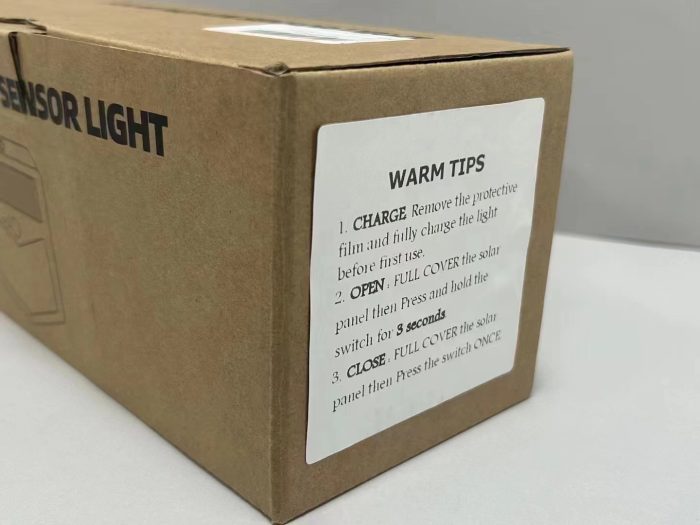 SENSOR LIGHT
WARM TIPS
1. CHARGE Remove the protective
film and fully charge the light
before first use.
2. OPEN : FULL COVER the solar
panel then Press and hold the
switch for 3 seconds.
3. CLOSE : FULL COVER the solar
panel then Press the switch ONCE.